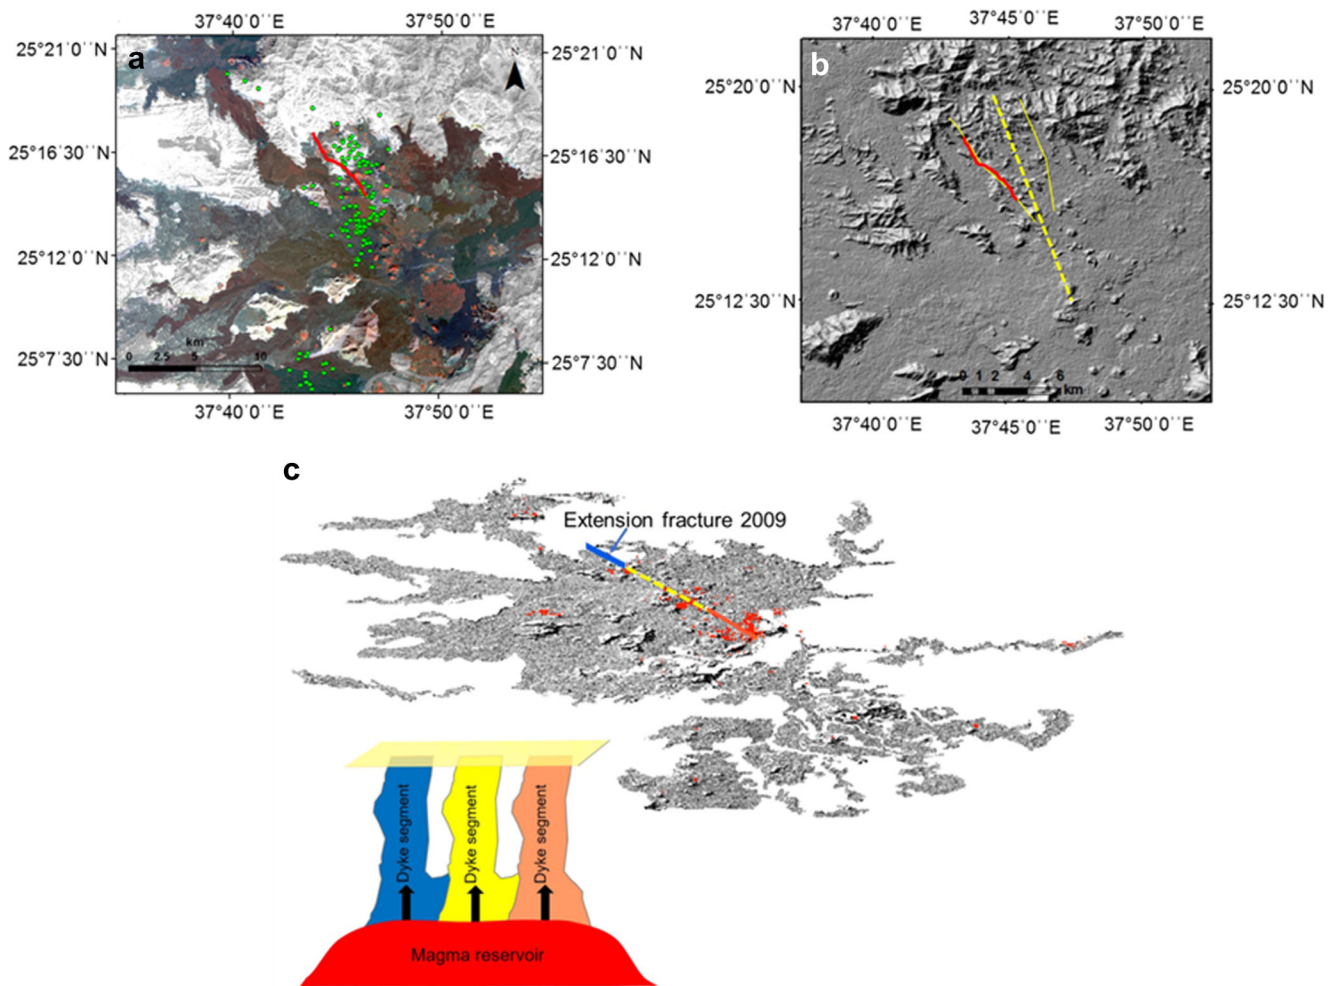 37°40'0''E
37°50'0''E
25°21'0''N
25°21'0''N
a
N
25°16'30''N
25°16'30''N
25°12'0''N
25°12'0''N
km
0 2.5 5 10
25°7'30''N
25°7'30''N
37°40'0''E
37°50'0''E
37°40'0''E
37°45'0''E
37°50'0''E
b
25°20'0''N
25°20'0''N
25°12'30''N
25°12'30''N
0 1 2 4 6
km
37°40'0''E
37°45'0''E
37°50'0''E
c
Extension fracture 2009
Dyke segment
Dyke segment
Dyke segment
Magma reservoir